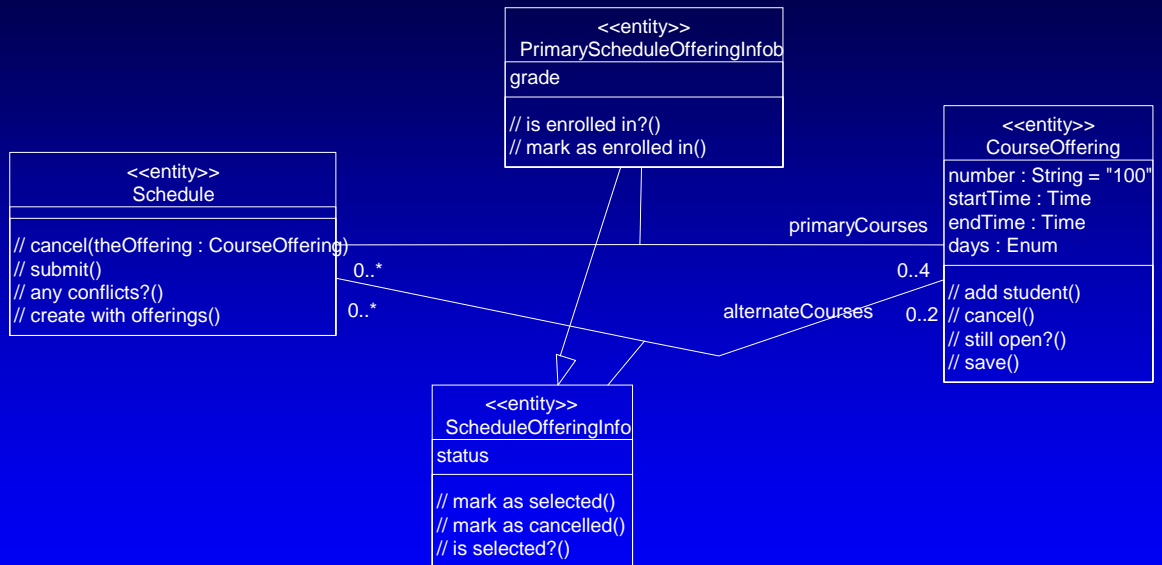 <<entity>>
PrimaryScheduleOfferingInfob
grade
// is enrolled in?()
// mark as enrolled in()
<<entity>>
Schedule
// cancel(theOffering : CourseOffering)
// submit()
// any conflicts?()
// create with offerings()
<<entity>>
CourseOffering
number : String = "100"
startTime : Time
endTime : Time
days : Enum
// add student()
// cancel()
// still open?()
// save()
primaryCourses
0..*
0..4
0..*
alternateCourses
0..2
<<entity>>
ScheduleOfferingInfo
status
// mark as selected()
// mark as cancelled()
// is selected?()